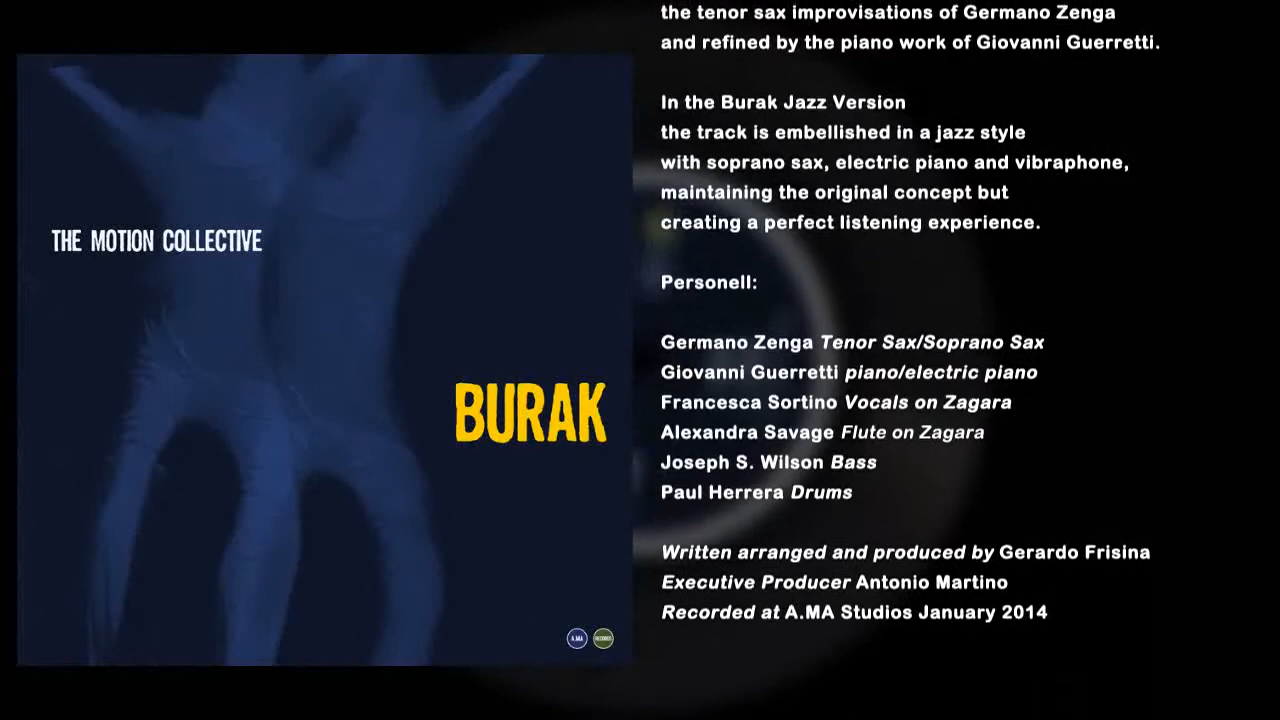 THE MOTION COLLECTIVE
BURAK
A.MA
RECORDS
the tenor sax improvisations of Germano Zenga
and refined by the piano work of Giovanni Guerretti.
In the Burak Jazz Version
the track is embellished in a jazz style
with soprano sax, electric piano and vibraphone,
maintaining the original concept but
creating a perfect listening experience.
Personell:
Germano Zenga Tenor Sax/Soprano Sax
Giovanni Guerretti piano/electric piano
Francesca Sortino Vocals on Zagara
Alexandra Savage Flute on Zagara
Joseph S. Wilson Bass
Paul Herrera Drums
Written arranged and produced by Gerardo Frisina
Executive Producer Antonio Martino
Recorded at A.MA Studios January 2014